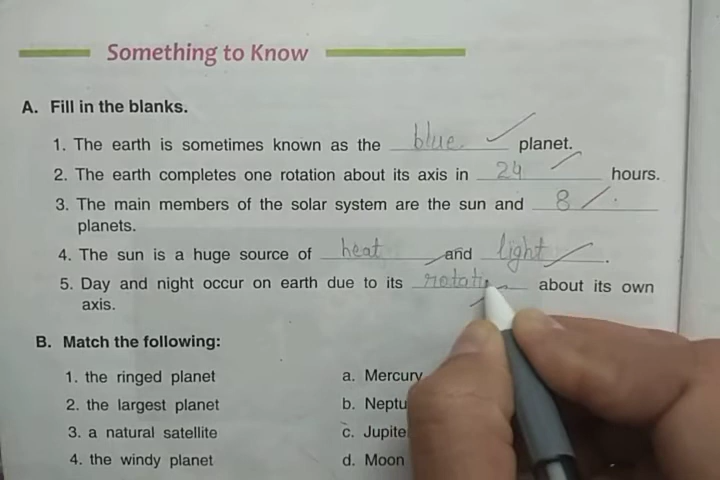 Something to Know
A. Fill in the blanks.
1. The earth is sometimes known as the blue planet.
2. The earth completes one rotation about its axis in 24 hours.
3. The main members of the solar system are the sun and 8
planets.
4. The sun is a huge source of heat and light.
5. Day and night occur on earth due to its about its own
axis.
B. Match the following:
1. the ringed planet a. Mercury
2. the largest planet b. Neptu
3. a natural satellite c. Jupite
4. the windy planet d. Moon